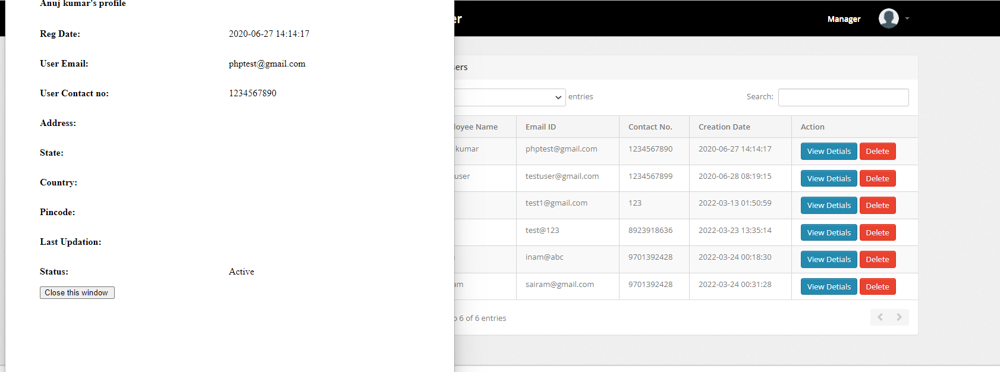 Anuj kumar's profile
Reg Date: 2020-06-27 14:14:17
User Email: phptest@gmail.com
User Contact no: 1234567890
Address:
State:
Country:
Pincode:
Last Updation:
Status: Active
Close this window
Manager
entries Search:
Email ID Contact No. Creation Date Action
kumar phptest@gmail.com 1234567890 2020-06-27 14:14:17 View Detials Delete
user testuser@gmail.com 1234567899 2020-06-28 08:19:15 View Detials Delete
test1@gmail.com 123 2022-03-13 01:50:59 View Detials Delete
test@123 8923918636 2022-03-23 13:35:14 View Detials Delete
inam@abc 9701392428 2022-03-24 00:18:30 View Detials Delete
sairam@gmail.com 9701392428 2022-03-24 00:31:28 View Detials Delete
6 of 6 entries